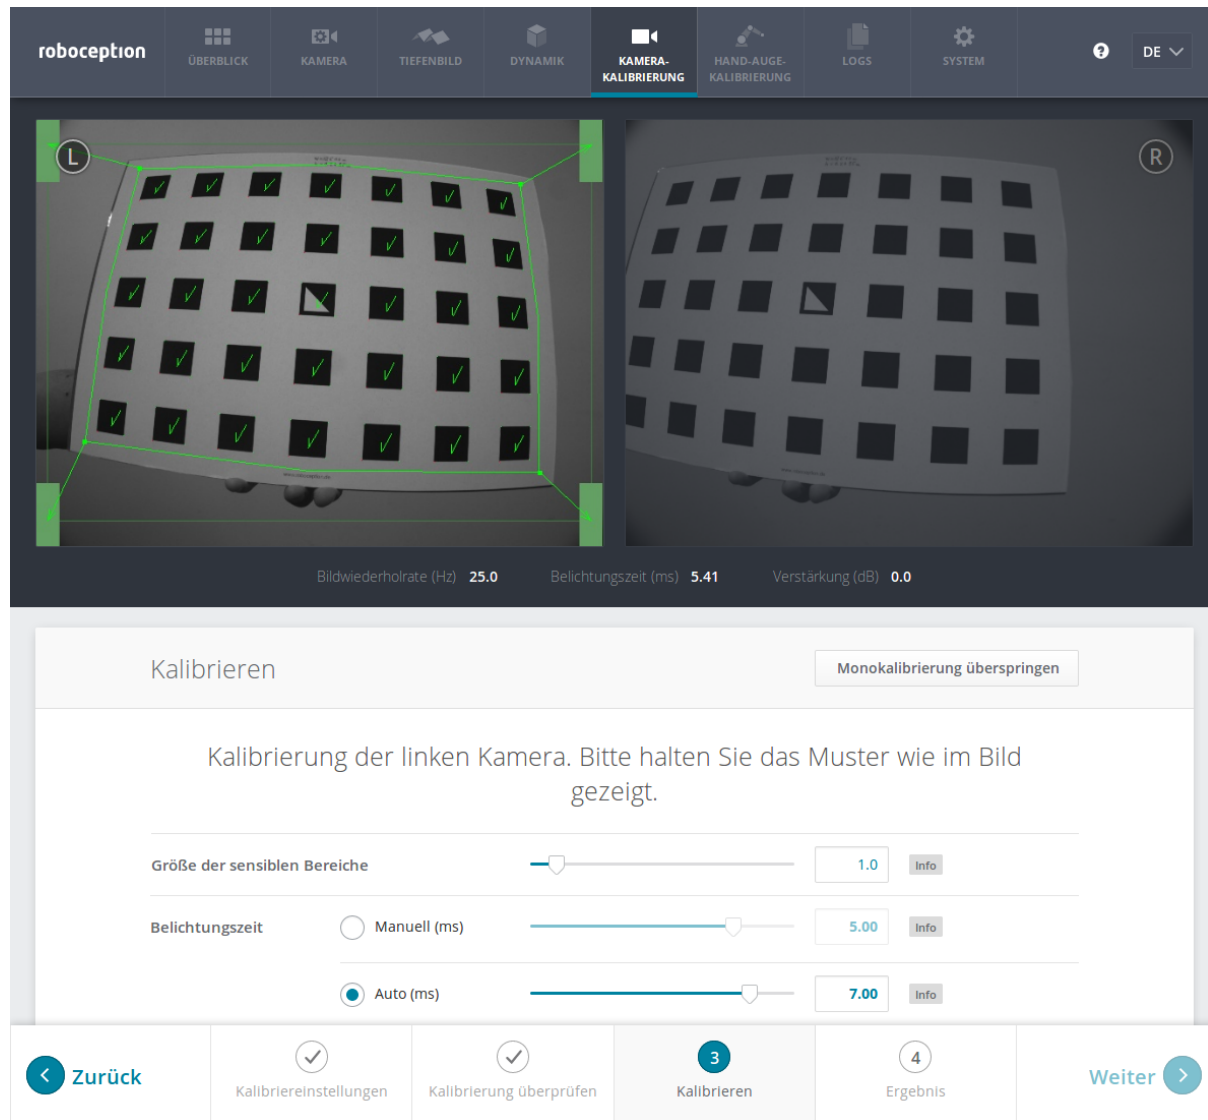 roboception
ÜBERBLICK
KAMERA
TIEFENBILD
DYNAMIK
KAMERA-
KALIBRIERUNG
HAND-AUGE-
KALIBRIERUNG
LOGS
SYSTEM
?
DE
L
R
Bildwiederholrate (Hz) 25.0 Belichtungszeit (ms) 5.41 Verstärkung (dB) 0.0
Kalibrieren
Monokalibrierung überspringen
Kalibrierung der linken Kamera. Bitte halten Sie das Muster wie im Bild
gezeigt.
Größe der sensiblen Bereiche 1.0 Info
Belichtungszeit Manuell (ms) 5.00 Info
Auto (ms) 7.00 Info
Zurück
Kalibriereinstellungen
Kalibrierung überprüfen
3
Kalibrieren
4
Ergebnis
Weiter